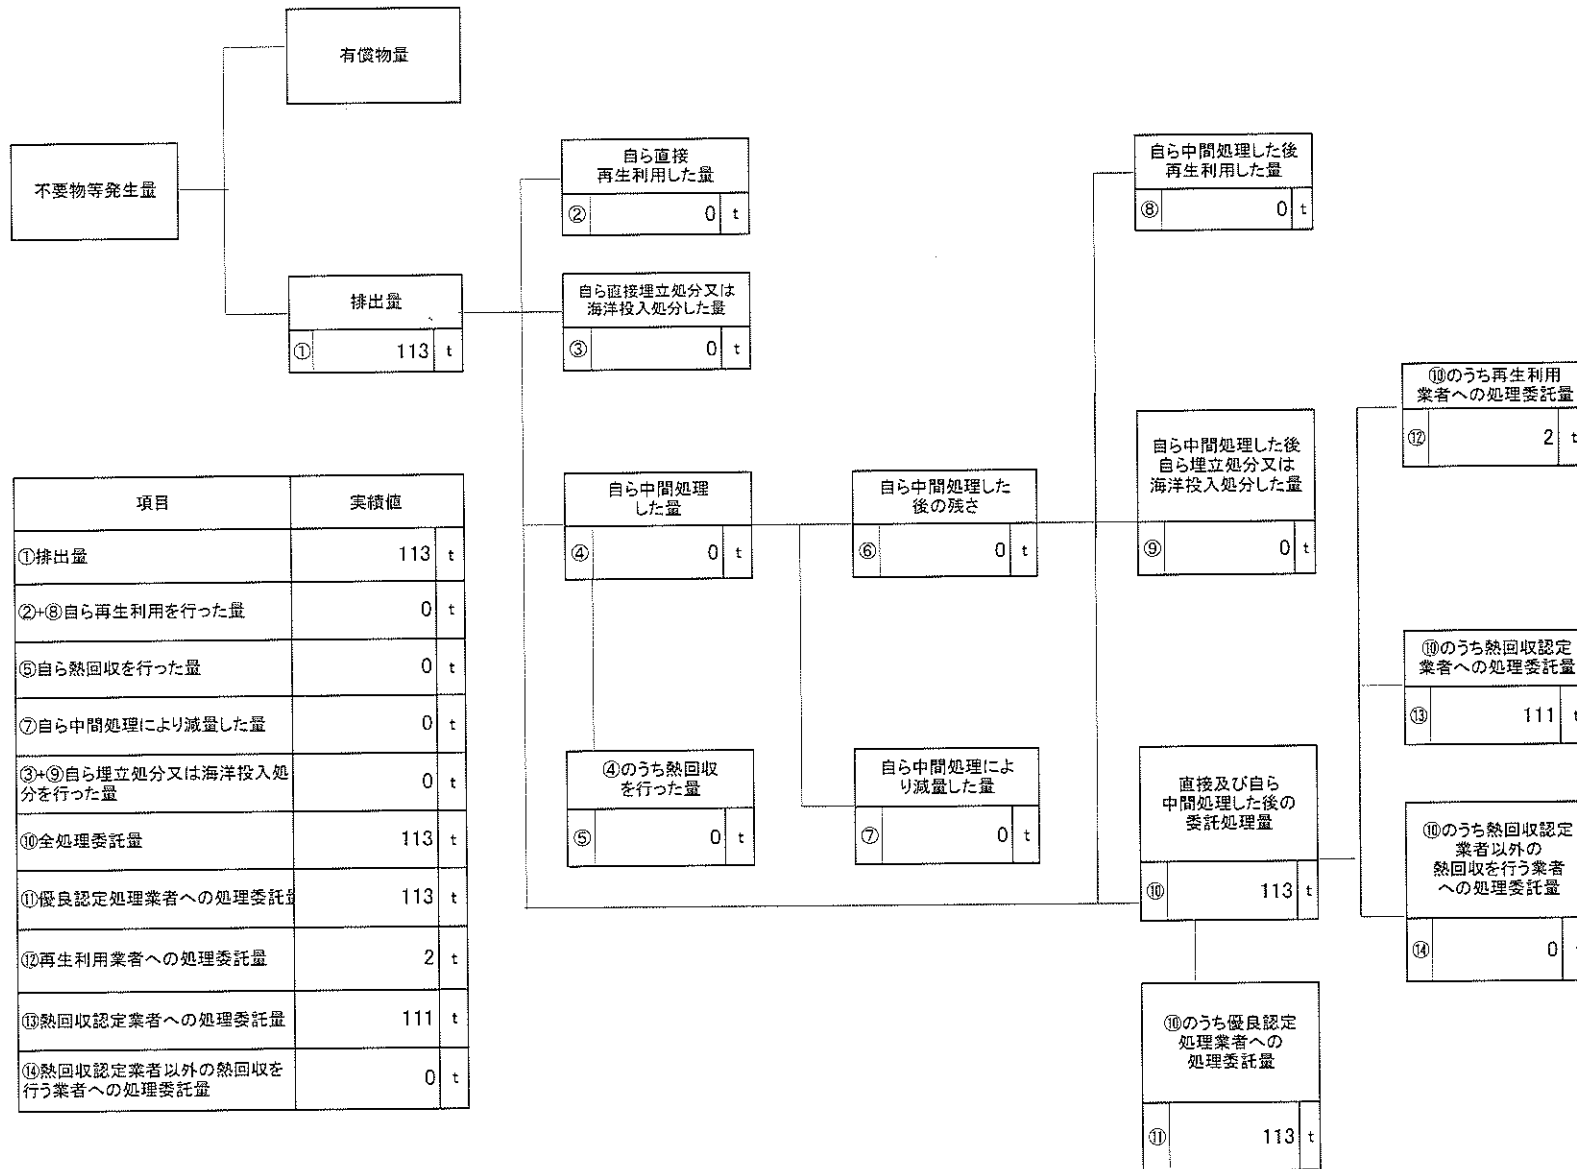 有償物量
不要物等発生量
排出量
① 113 t
自ら直接
再生利用した量
② 0 t
自ら直接埋立処分又は
海洋投入処分した量
③ 0 t
自ら中間処理
した量
④ 0 t
④のうち熱回収
を行った量
⑤ 0 t
自ら中間処理した
後の残さ
⑥ 0 t
自ら中間処理によ
り減量した量
⑦ 0 t
自ら中間処理した後
再生利用した量
⑧ 0 t
自ら中間処理した後
自ら埋立処分又は
海洋投入処分した量
⑨ 0 t
直接及び自ら
中間処理した後の
委託処理量
⑩ 113 t
⑩のうち優良認定
処理業者への
処理委託量
⑪ 113 t
⑩のうち再生利用
業者への処理委託量
⑫ 2 t
⑩のうち熱回収認定
業者への処理委託量
⑬ 111 t
⑩のうち熱回収認定
業者以外の
熱回収を行う業者
への処理委託量
⑭ 0
項目 実績値
①排出量 113 t
②+⑧自ら再生利用を行った量 0 t
⑤自ら熱回収を行った量 0 t
⑦自ら中間処理により減量した量 0 t
③+⑨自ら埋立処分又は海洋投入処
分を行った量 0 t
⑩全処理委託量 113 t
⑪優良認定処理業者への処理委託量 113 t
⑫再生利用業者への処理委託量 2 t
⑬熱回収認定業者への処理委託量 111 t
⑭熱回収認定業者以外の熱回収を
行う業者への処理委託量 0 t